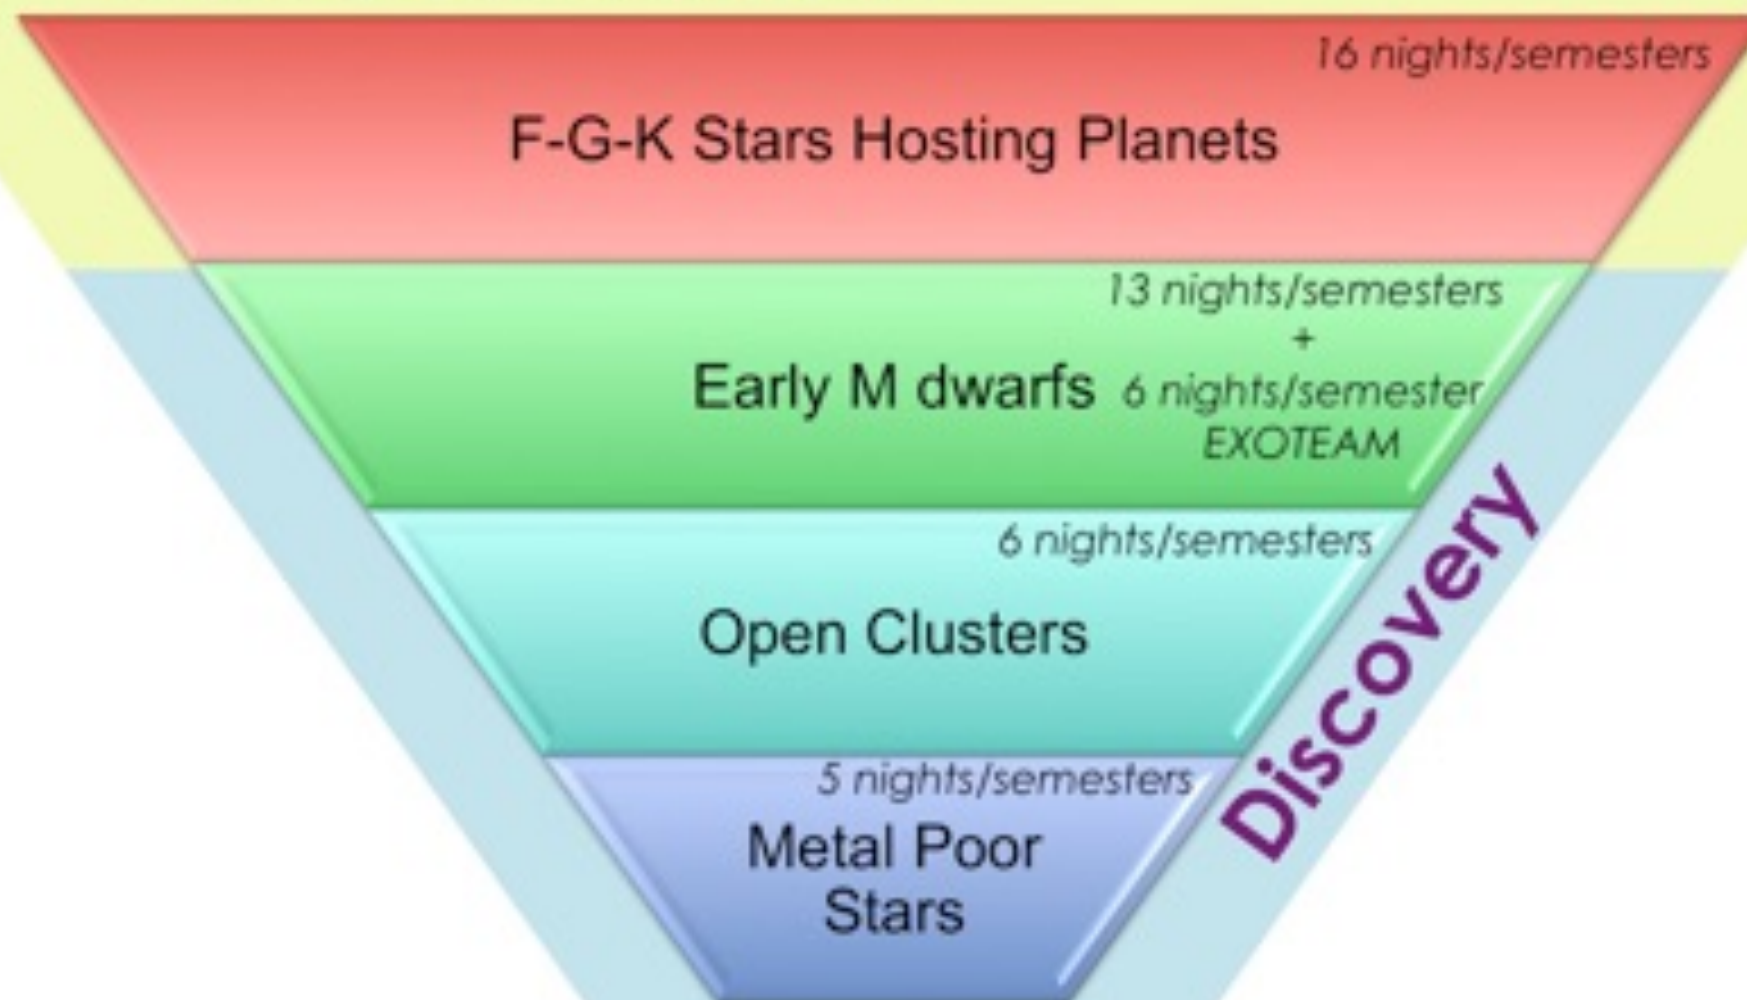 16 nights/semesters
F-G-K Stars Hosting Planets
13 nights/semesters
+
Early M dwarfs 6 nights/semester
EXOTEAM
6 nights/semesters
Open Clusters
Discovery
5 nights/semesters
Metal Poor
Stars